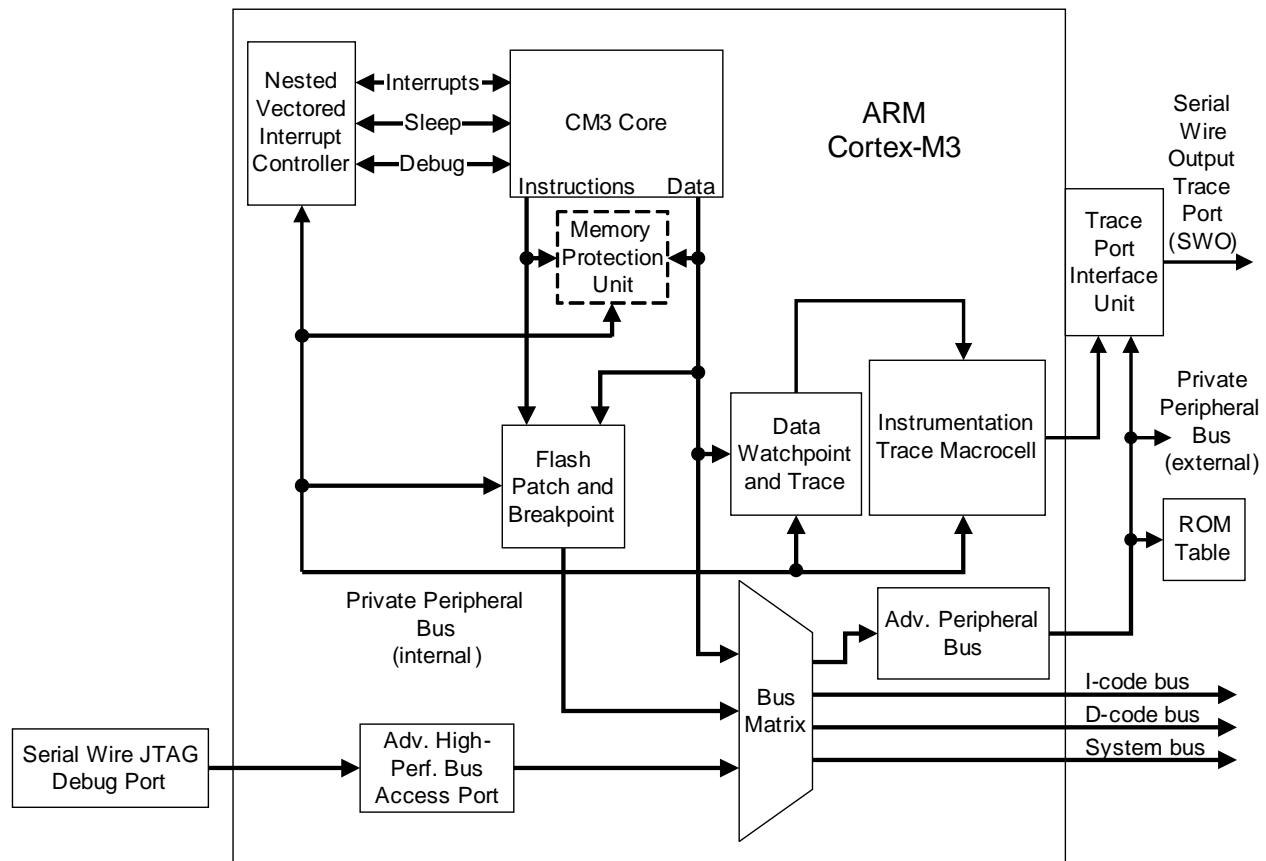 Nested
Vectored
Interrupt
Controller
Interrupts
Sleep
Debug
CM3 Core
Instructions Data
ARM
Cortex-M3
Memory
Protection
Unit
Trace
Port
Interface
Unit
Serial
Wire
Output
Trace
Port
(SWO)
Flash
Patch and
Breakpoint
Data
Watchpoint
and Trace
Instrumentation
Trace Macrocell
Private
Peripheral
Bus
(external)
ROM
Table
Private Peripheral
Bus
(internal)
Bus
Matrix
Adv. Peripheral
Bus
I-code bus
D-code bus
System bus
Serial Wire JTAG
Debug Port
Adv. High-
Perf. Bus
Access Port